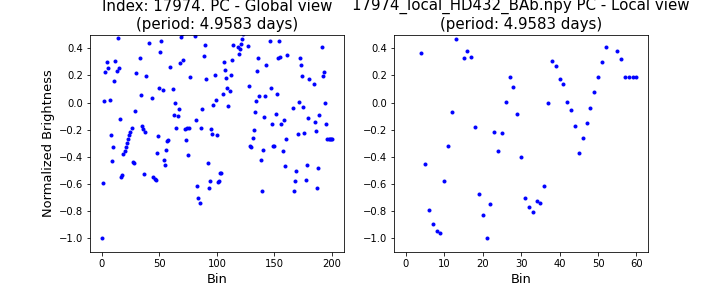 Index: 17974. PC - Global view
(period: 4.9583 days)
17974_local_HD432_BAb.npy PC - Local view
(period: 4.9583 days)
Normalized Brightness
0.4
0.2
0.0
−0.2
−0.4
−0.6
−0.8
−1.0
0 50 100 150 200
Bin
0.4
0.2
0.0
−0.2
−0.4
−0.6
−0.8
−1.0
0 10 20 30 40 50 60
Bin